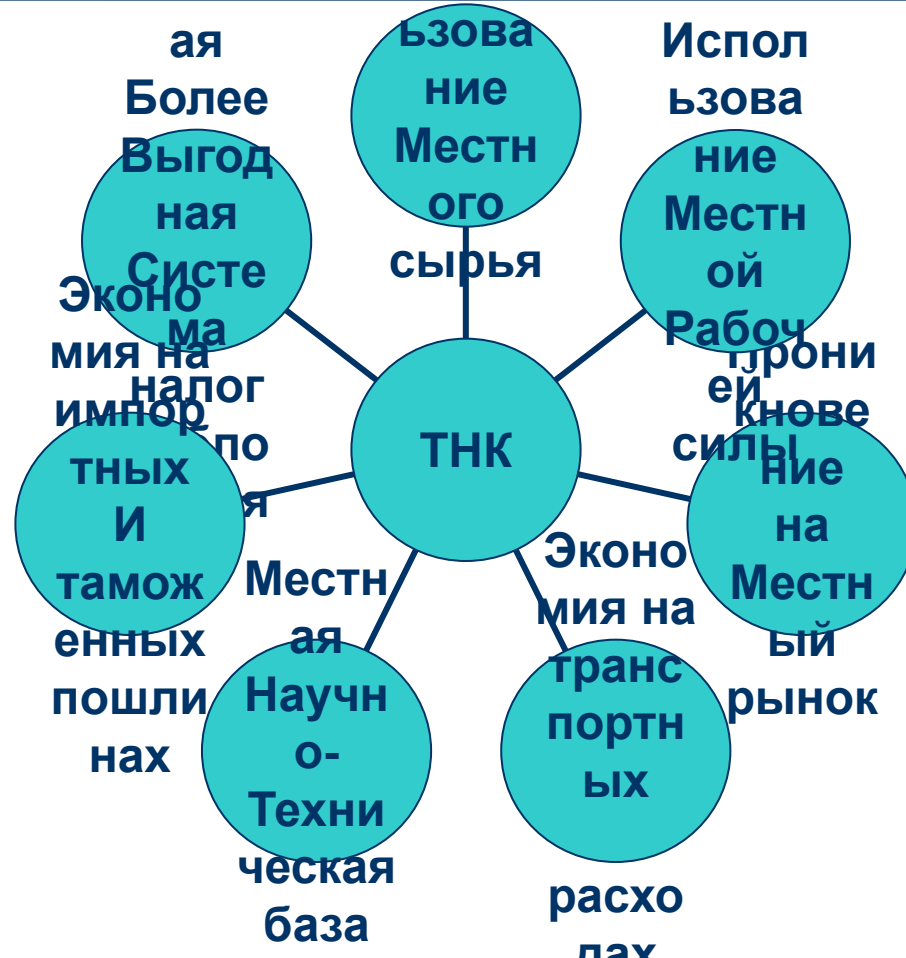 ьзова
ние
Местн
ого
сырья
Испол
ьзова
ние
Местн
ой
Рабоч
ей
силы
Прони
кнове
ние
на
Местн
ый
рынок
Эконо
мия на
транс
портн
ых
расхо
дах
Местн
ая
Научн
о-
Техни
ческая
база
Эконо
мия на
импор
тных
И
тамож
енных
пошли
нах
ая
Более
Выгод
ная
Систе
ма
налог
ТНК